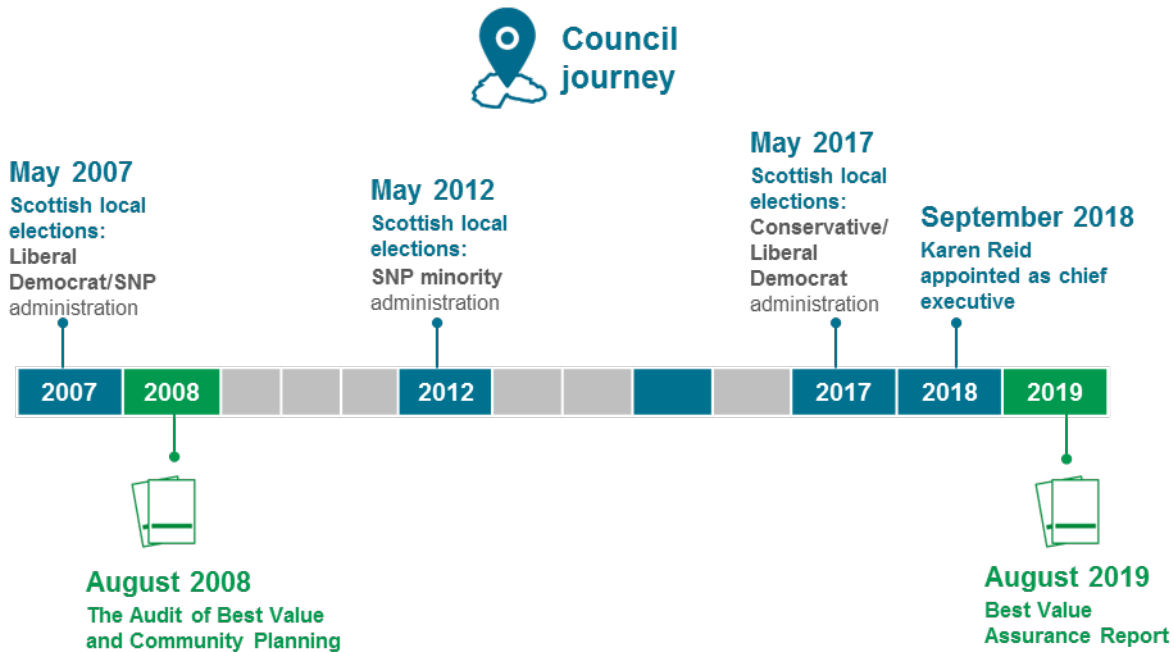 Council
journey
May 2007
Scottish local
elections:
Liberal
Democrat/SNP
administration
May 2012
Scottish local
elections:
SNP minority
administration
May 2017
Scottish local
elections:
Conservative/
Liberal
Democrat
administration
September 2018
Karen Reid
appointed as chief
executive
2007
2008
2012
2017
2018
2019
August 2008
The Audit of Best Value
and Community Planning
August 2019
Best Value
Assurance Report